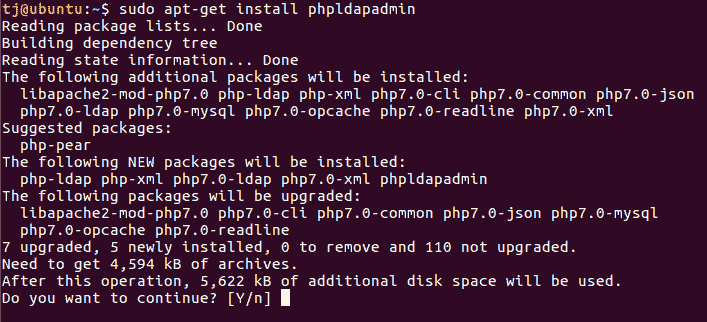 tj@ubuntu:~$ sudo apt-get install phpldapadmin
Reading package lists... Done
Building dependency tree
Reading state information... Done
The following additional packages will be installed:
  libapache2-mod-php7.0 php-ldap php-xml php7.0-cli php7.0-common php7.0-json
  php7.0-ldap php7.0-mysql php7.0-opcache php7.0-readline php7.0-xml
Suggested packages:
  php-pear
The following NEW packages will be installed:
  php-ldap php-xml php7.0-ldap php7.0-xml phpldapadmin
The following packages will be upgraded:
  libapache2-mod-php7.0 php7.0-cli php7.0-common php7.0-json php7.0-mysql
  php7.0-opcache php7.0-readline
7 upgraded, 5 newly installed, 0 to remove and 110 not upgraded.
Need to get 4,594 kB of archives.
After this operation, 5,622 kB of additional disk space will be used.
Do you want to continue? [Y/n]